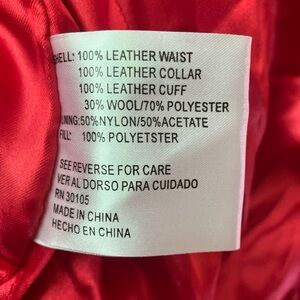 SHELL: 100% LEATHER WAIST
100% LEATHER COLLAR
100% LEATHER CUFF
30% WOOL/70% POLYESTER
LINING:50%NYLON/50%ACETATE
FILL: 100% POLYETSTER
SEE REVERSE FOR CARE
VER AL DORSO PARA CUIDADO
RN 30105
MADE IN CHINA
HECHO EN CHINA